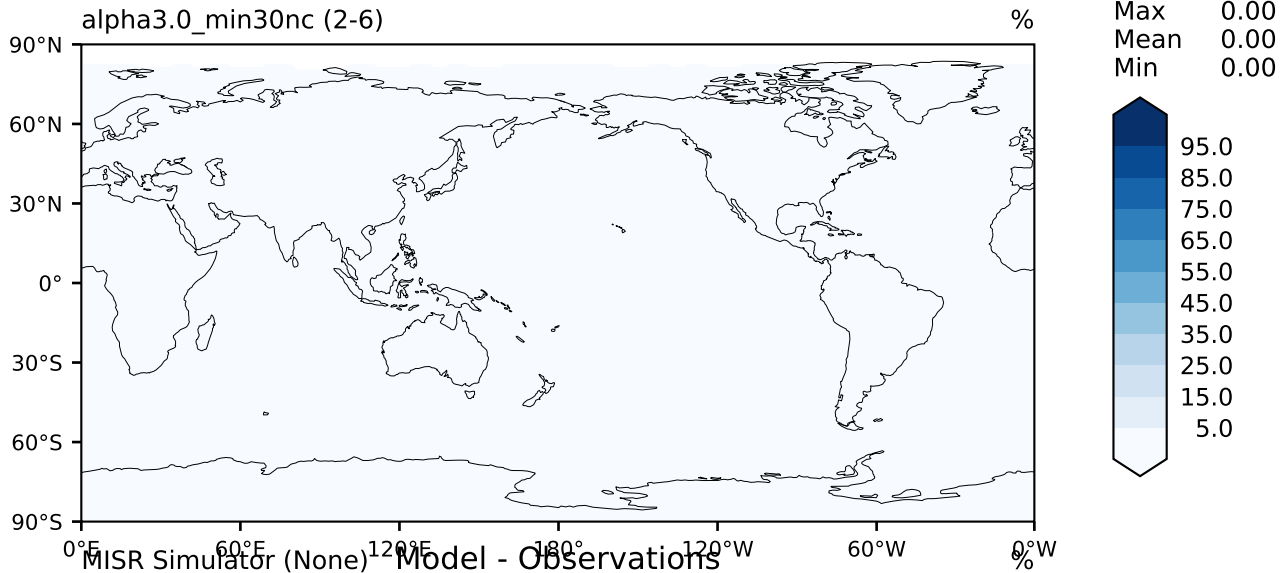 alpha3.0_min30nc (2-6) %
Max 0.00
Mean 0.00
Min 0.00
90°N
60°N
30°N
0°
30°S
60°S
90°S
95.0
85.0
75.0
65.0
55.0
45.0
35.0
25.0
15.0
5.0
0°E 60°E 120°E 180° 120°W 60°W 0°W
MISR Simulator (None) Model - Observations %